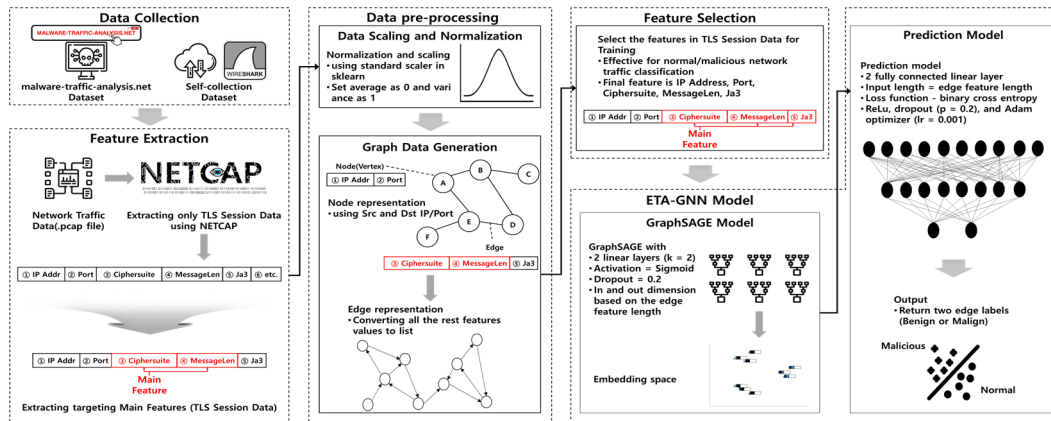 Data Collection
MALWARE-TRAFFIC-ANALYSIS.NET
malware-traffic-analysis.net
Dataset
WIRESHARK
Self-collection
Dataset
Feature Extraction
NETCAP
Network Traffic
Data(.pcap file)
Extracting only TLS Session Data
using NETCAP
① IP Addr ② Port ③ Ciphersuite ④ MessageLen ⑤ Ja3 ⑥ etc.
① IP Addr ② Port ③ Ciphersuite ④ MessageLen ⑤ Ja3
Main
Feature
Extracting targeting Main Features (TLS Session Data)
Data pre-processing
Data Scaling and Normalization
Normalization and scaling
• using standard scaler in
sklearn
• Set average as 0 and vari
ance as 1
Graph Data Generation
Node(Vertex)
① IP Addr ② Port
A
B
C
D
E
F
Node representation
• using Src and Dst IP/Port
Edge
③ Ciphersuite ④ MessageLen ⑤ Ja3
Edge representation
• Converting all the rest features
values to list
Feature Selection
Select the features in TLS Session Data for
Training
• Effective for normal/malicious network
traffic classification
• Final feature is IP Address, Port,
Ciphersuite, MessageLen, Ja3
① IP Addr ② Port ③ Ciphersuite ④ MessageLen ⑤ Ja3
Main
Feature
ETA-GNN Model
GraphSAGE Model
GraphSAGE with
• 2 linear layers (k = 2)
• Activation = Sigmoid
• Dropout = 0.2
• In and out dimension
based on the edge
feature length
Embedding space
Prediction Model
Prediction model
• 2 fully connected linear layer
• Input length = edge feature length
• Loss function - binary cross entropy
• ReLu, dropout (p = 0.2), and Adam
optimizer (lr = 0.001)
Output
• Return two edge labels
(Benign or Malign)
Malicious
Normal